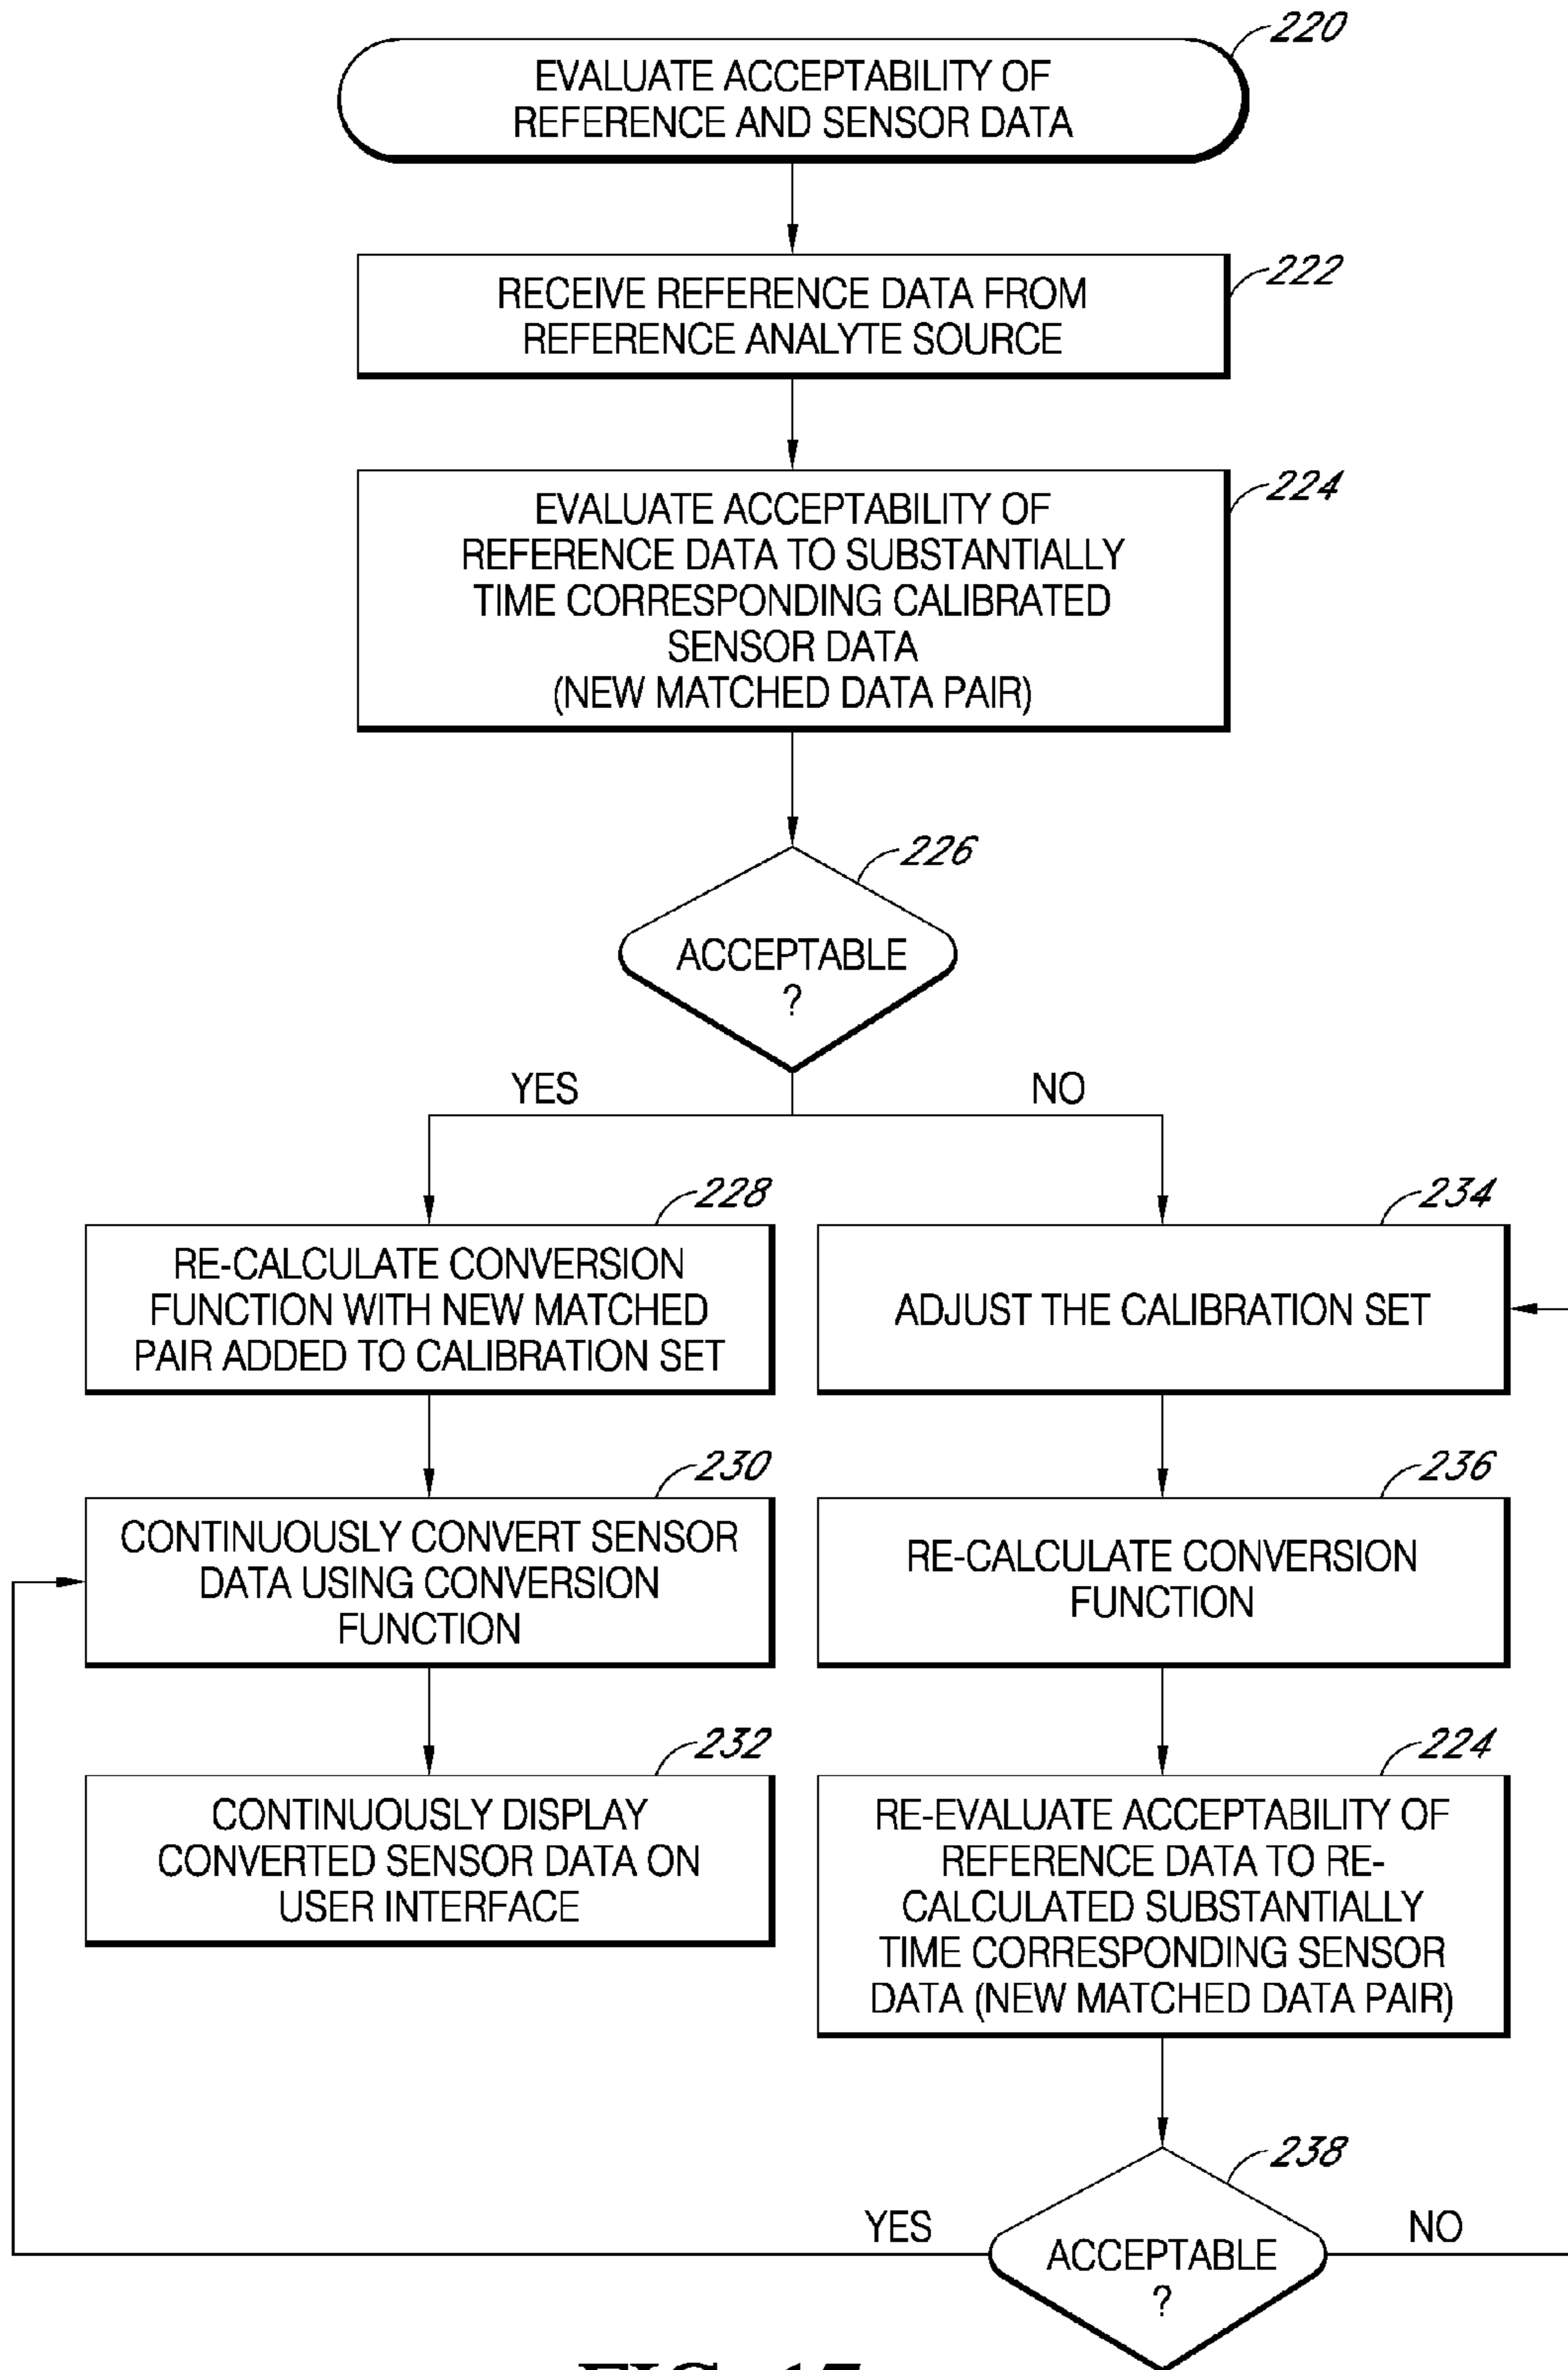 220
EVALUATE ACCEPTABILITY OF
REFERENCE AND SENSOR DATA
222
RECEIVE REFERENCE DATA FROM
REFERENCE ANALYTE SOURCE
224
EVALUATE ACCEPTABILITY OF
REFERENCE DATA TO SUBSTANTIALLY
TIME CORRESPONDING CALIBRATED
SENSOR DATA
(NEW MATCHED DATA PAIR)
226
ACCEPTABLE
?
YES
NO
228
RE-CALCULATE CONVERSION
FUNCTION WITH NEW MATCHED
PAIR ADDED TO CALIBRATION SET
234
ADJUST THE CALIBRATION SET
230
CONTINUOUSLY CONVERT SENSOR
DATA USING CONVERSION
FUNCTION
236
RE-CALCULATE CONVERSION
FUNCTION
232
CONTINUOUSLY DISPLAY
CONVERTED SENSOR DATA ON
USER INTERFACE
224
RE-EVALUATE ACCEPTABILITY OF
REFERENCE DATA TO RE-
CALCULATED SUBSTANTIALLY
TIME CORRESPONDING SENSOR
DATA (NEW MATCHED DATA PAIR)
238
YES
ACCEPTABLE
?
NO